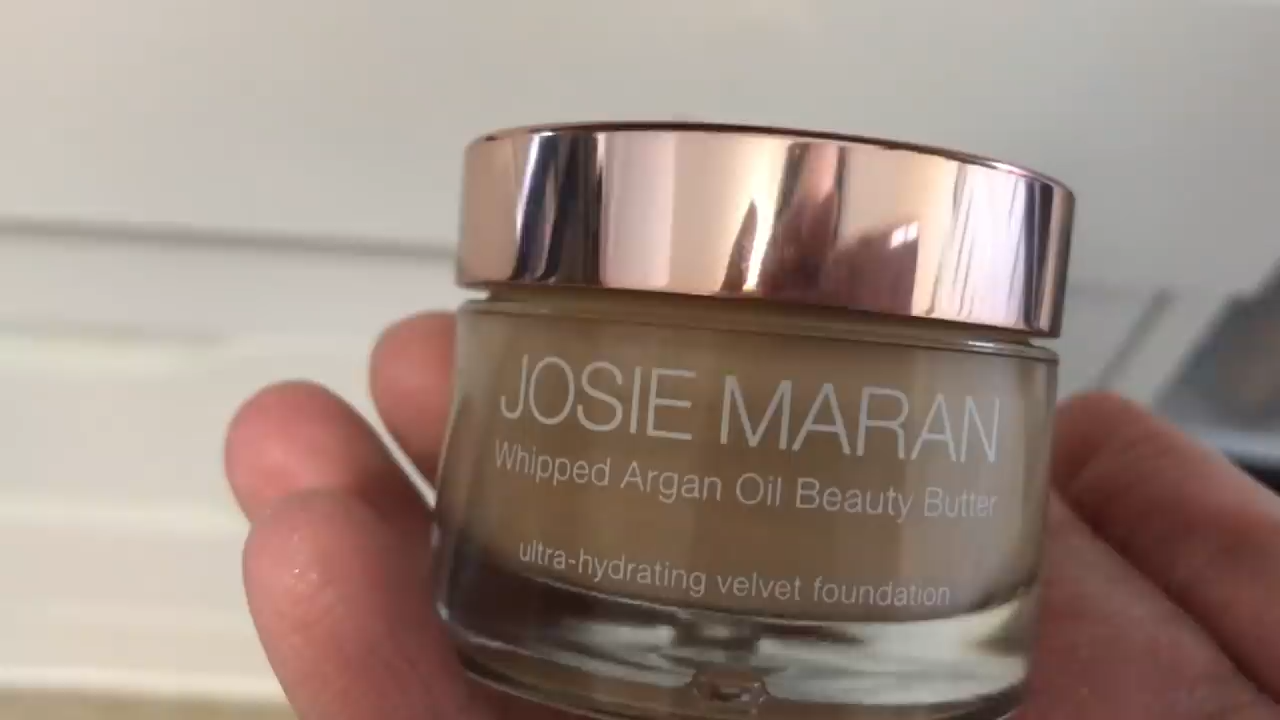 JOSIE MARAN
Whipped Argan Oil Beauty Butter
ultra-hydrating velvet foundation